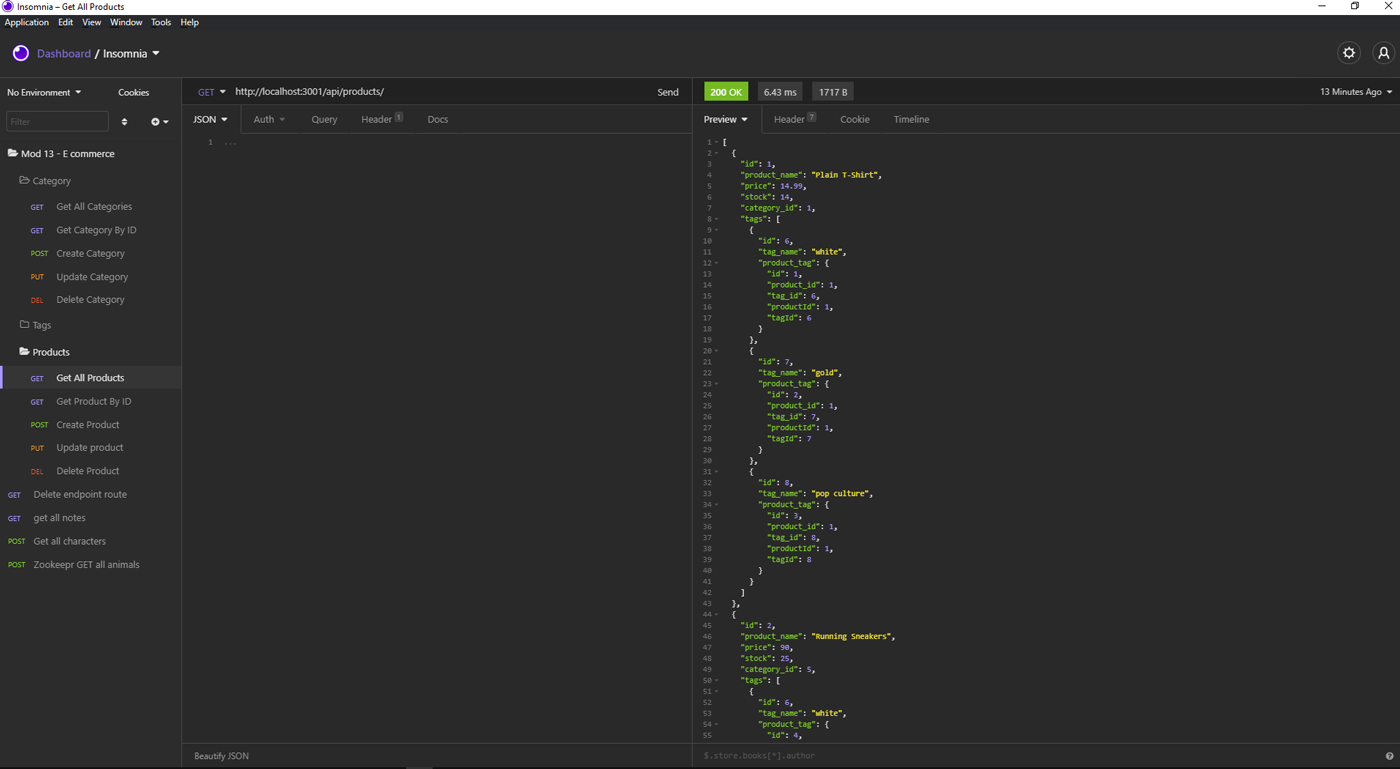 Insomnia – Get All Products
Application Edit View Window Tools Help
Dashboard / Insomnia
No Environment Cookies
Filter
Mod 13 - E commerce
Category
GET Get All Categories
GET Get Category By ID
POST Create Category
PUT Update Category
DEL Delete Category
Tags
Products
GET Get All Products
GET Get Product By ID
POST Create Product
PUT Update product
DEL Delete Product
GET Delete endpoint route
GET get all notes
POST Get all characters
POST Zookeepr GET all animals
GET http://localhost:3001/api/products/ Send
JSON Auth Query Header 1 Docs
1 ...
Beautify JSON
200 OK 6.43 ms 1717 B 13 Minutes Ago
Preview Header 7 Cookie Timeline
1 [
2 {
3 "id": 1,
4 "product_name": "Plain T-Shirt",
5 "price": 14.99,
6 "stock": 14,
7 "category_id": 1,
8 "tags": [
9 {
10 "id": 6,
11 "tag_name": "white",
12 "product_tag": {
13 "id": 1,
14 "product_id": 1,
15 "tag_id": 6,
16 "productId": 1,
17 "tagId": 6
18 }
19 },
20 {
21 "id": 7,
22 "tag_name": "gold",
23 "product_tag": {
24 "id": 2,
25 "product_id": 1,
26 "tag_id": 7,
27 "productId": 1,
28 "tagId": 7
29 }
30 },
31 {
32 "id": 8,
33 "tag_name": "pop culture",
34 "product_tag": {
35 "id": 3,
36 "product_id": 1,
37 "tag_id": 8,
38 "productId": 1,
39 "tagId": 8
40 }
41 }
42 ]
43 },
44 {
45 "id": 2,
46 "product_name": "Running Sneakers",
47 "price": 90,
48 "stock": 25,
49 "category_id": 5,
50 "tags": [
51 {
52 "id": 6,
53 "tag_name": "white",
54 "product_tag": {
55 "id": 4,
$.store.books[*].author